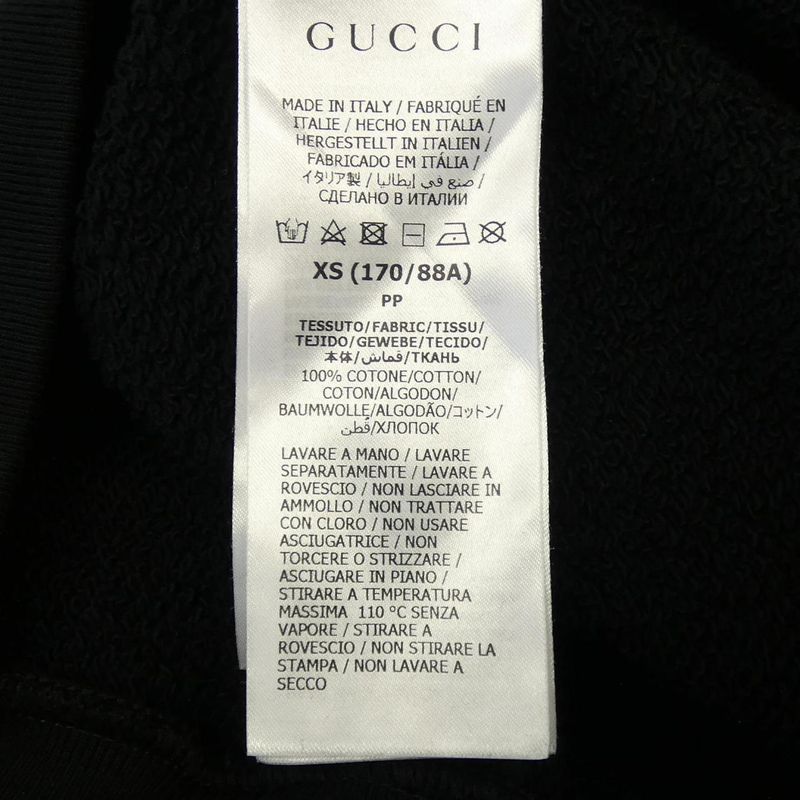 GUCCI
MADE IN ITALY / FABRIQUÉ EN
ITALIE / HECHO EN ITALIA /
HERGESTELLT IN ITALIEN /
FABRICADO EM ITÁLIA /
イタリア製 / صنع في إيطاليا /
СДЕЛАНО В ИТАЛИИ
XS (170/88A)
PP
TESSUTO/FABRIC/TISSU/
TEJIDO/GEWEBE/TECIDO/
本体/قماش/ТКАНЬ
100% COTONE/COTTON/
COTON/ALGODON/
BAUMWOLLE/ALGODÃO/コットン/
قُطن/ХЛОПОК
LAVARE A MANO / LAVARE
SEPARATAMENTE / LAVARE A
ROVESCIO / NON LASCIARE IN
AMMOLLO / NON TRATTARE
CON CLORO / NON USARE
ASCIUGATRICE / NON
TORCERE O STRIZZARE /
ASCIUGARE IN PIANO /
STIRARE A TEMPERATURA
MASSIMA 110 °C SENZA
VAPORE / STIRARE A
ROVESCIO / NON STIRARE LA
STAMPA / NON LAVARE A
SECCO